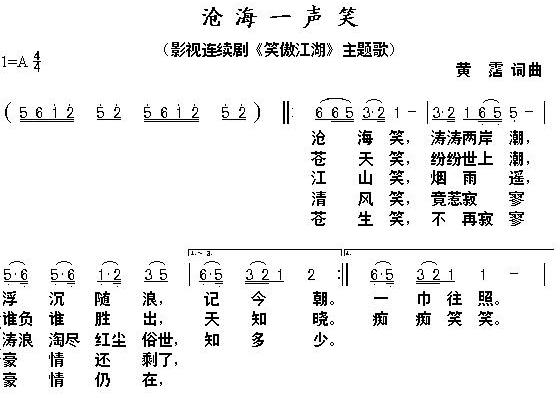 沧海一声笑
(影视连续剧《笑傲江湖》主题歌)
1=A 4/4
黄霑 词曲
( 5 6 1 2 5 6 1 2 5 6 1 2 5 6 1 2 ) ‖: 6 6 5 3·2 1 - | 3·2 1 6 5 5 - |
沧 海 笑, 涛涛两岸 潮,
苍 天 笑, 纷纷世上 潮,
江 山 笑, 烟 雨 遥,
清 风 笑, 竟惹寂 寥
苍 生 笑, 不 再寂 寥
5·6 5·6 1·2 3 5 | 1.~3. 6·5 3 2 1 2 - :‖ 4. 6·5 3 2 1 1 - |
浮 沉 随 浪, 记 今 朝。 一 巾 往 照。
谁负 谁 胜 出, 天 知 晓。 痴 痴 笑 笑。
涛浪 淘尽 红尘 俗世, 知 多 少。
豪 情 还 剩了,
豪 情 仍 在,